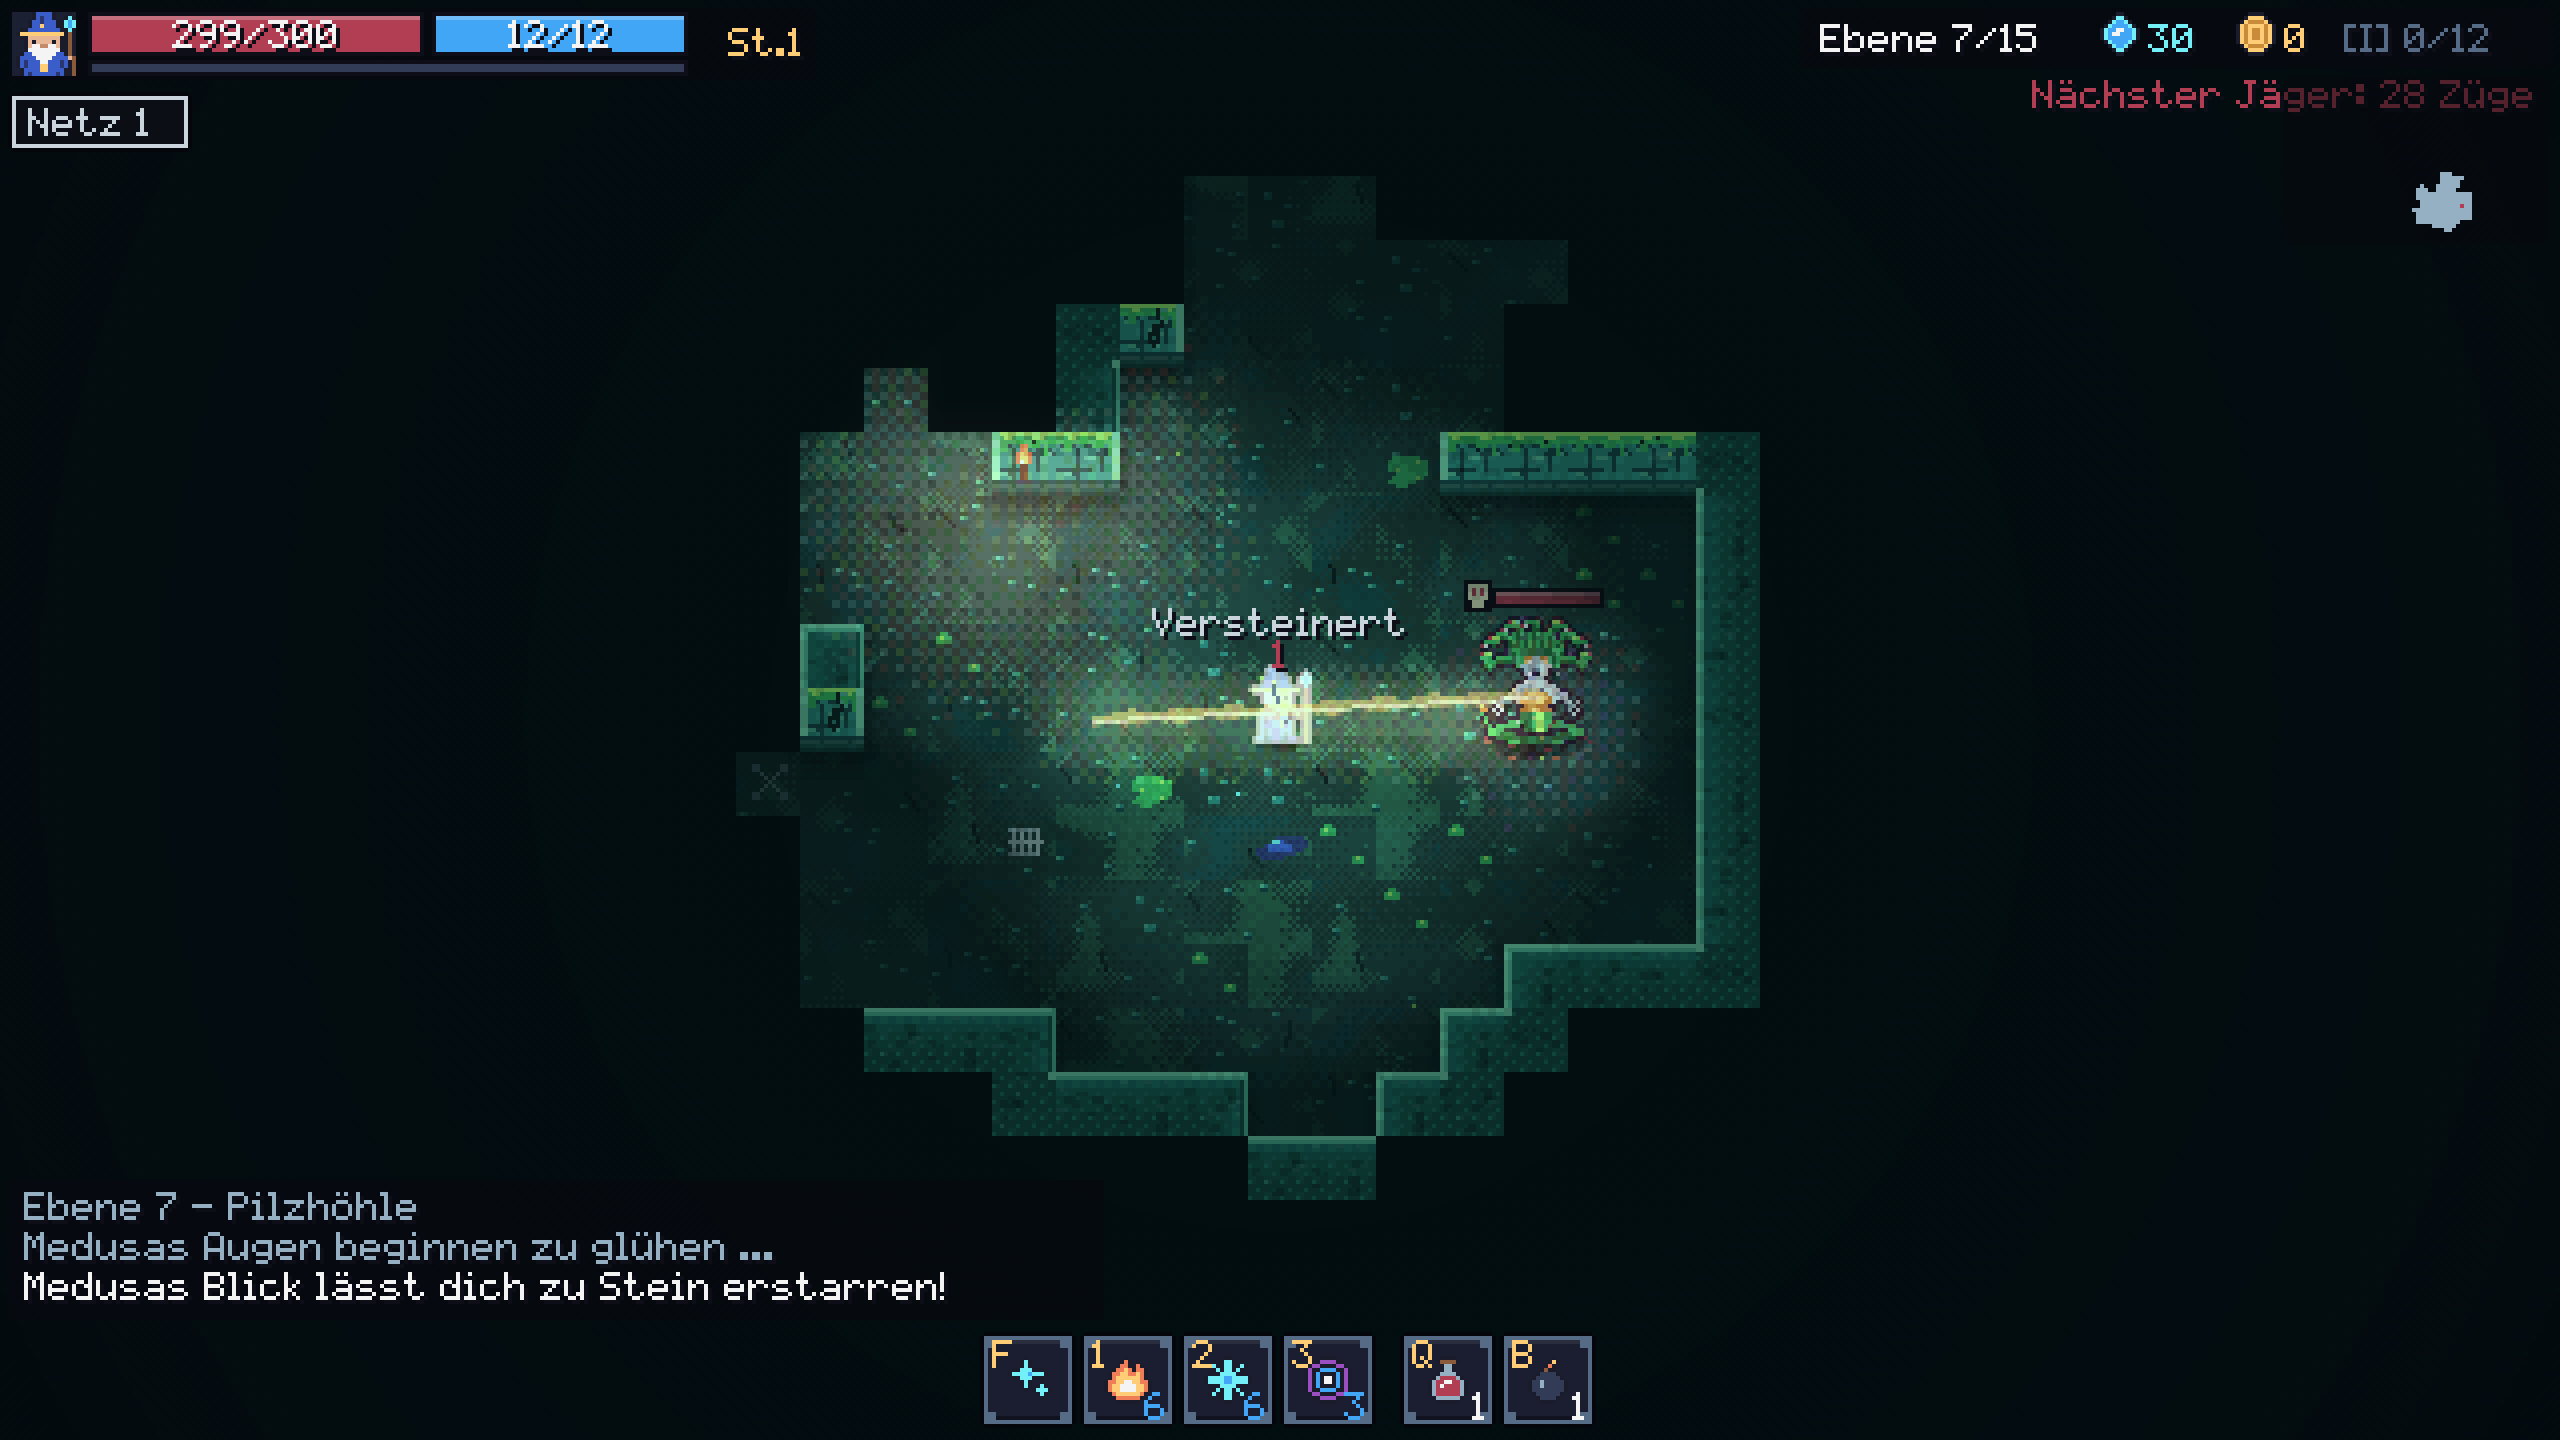 299/300 12/12 St.1 Ebene 7/15 30 0 [I] 0/12
Nächster Jäger: 28 Züge
Netz 1
Versteinert
1
Ebene 7 - Pilzhöhle
Medusas Augen beginnen zu glühen ...
Medusas Blick lässt dich zu Stein erstarren!
F 1 6 2 6 3 3 Q 1 B 1